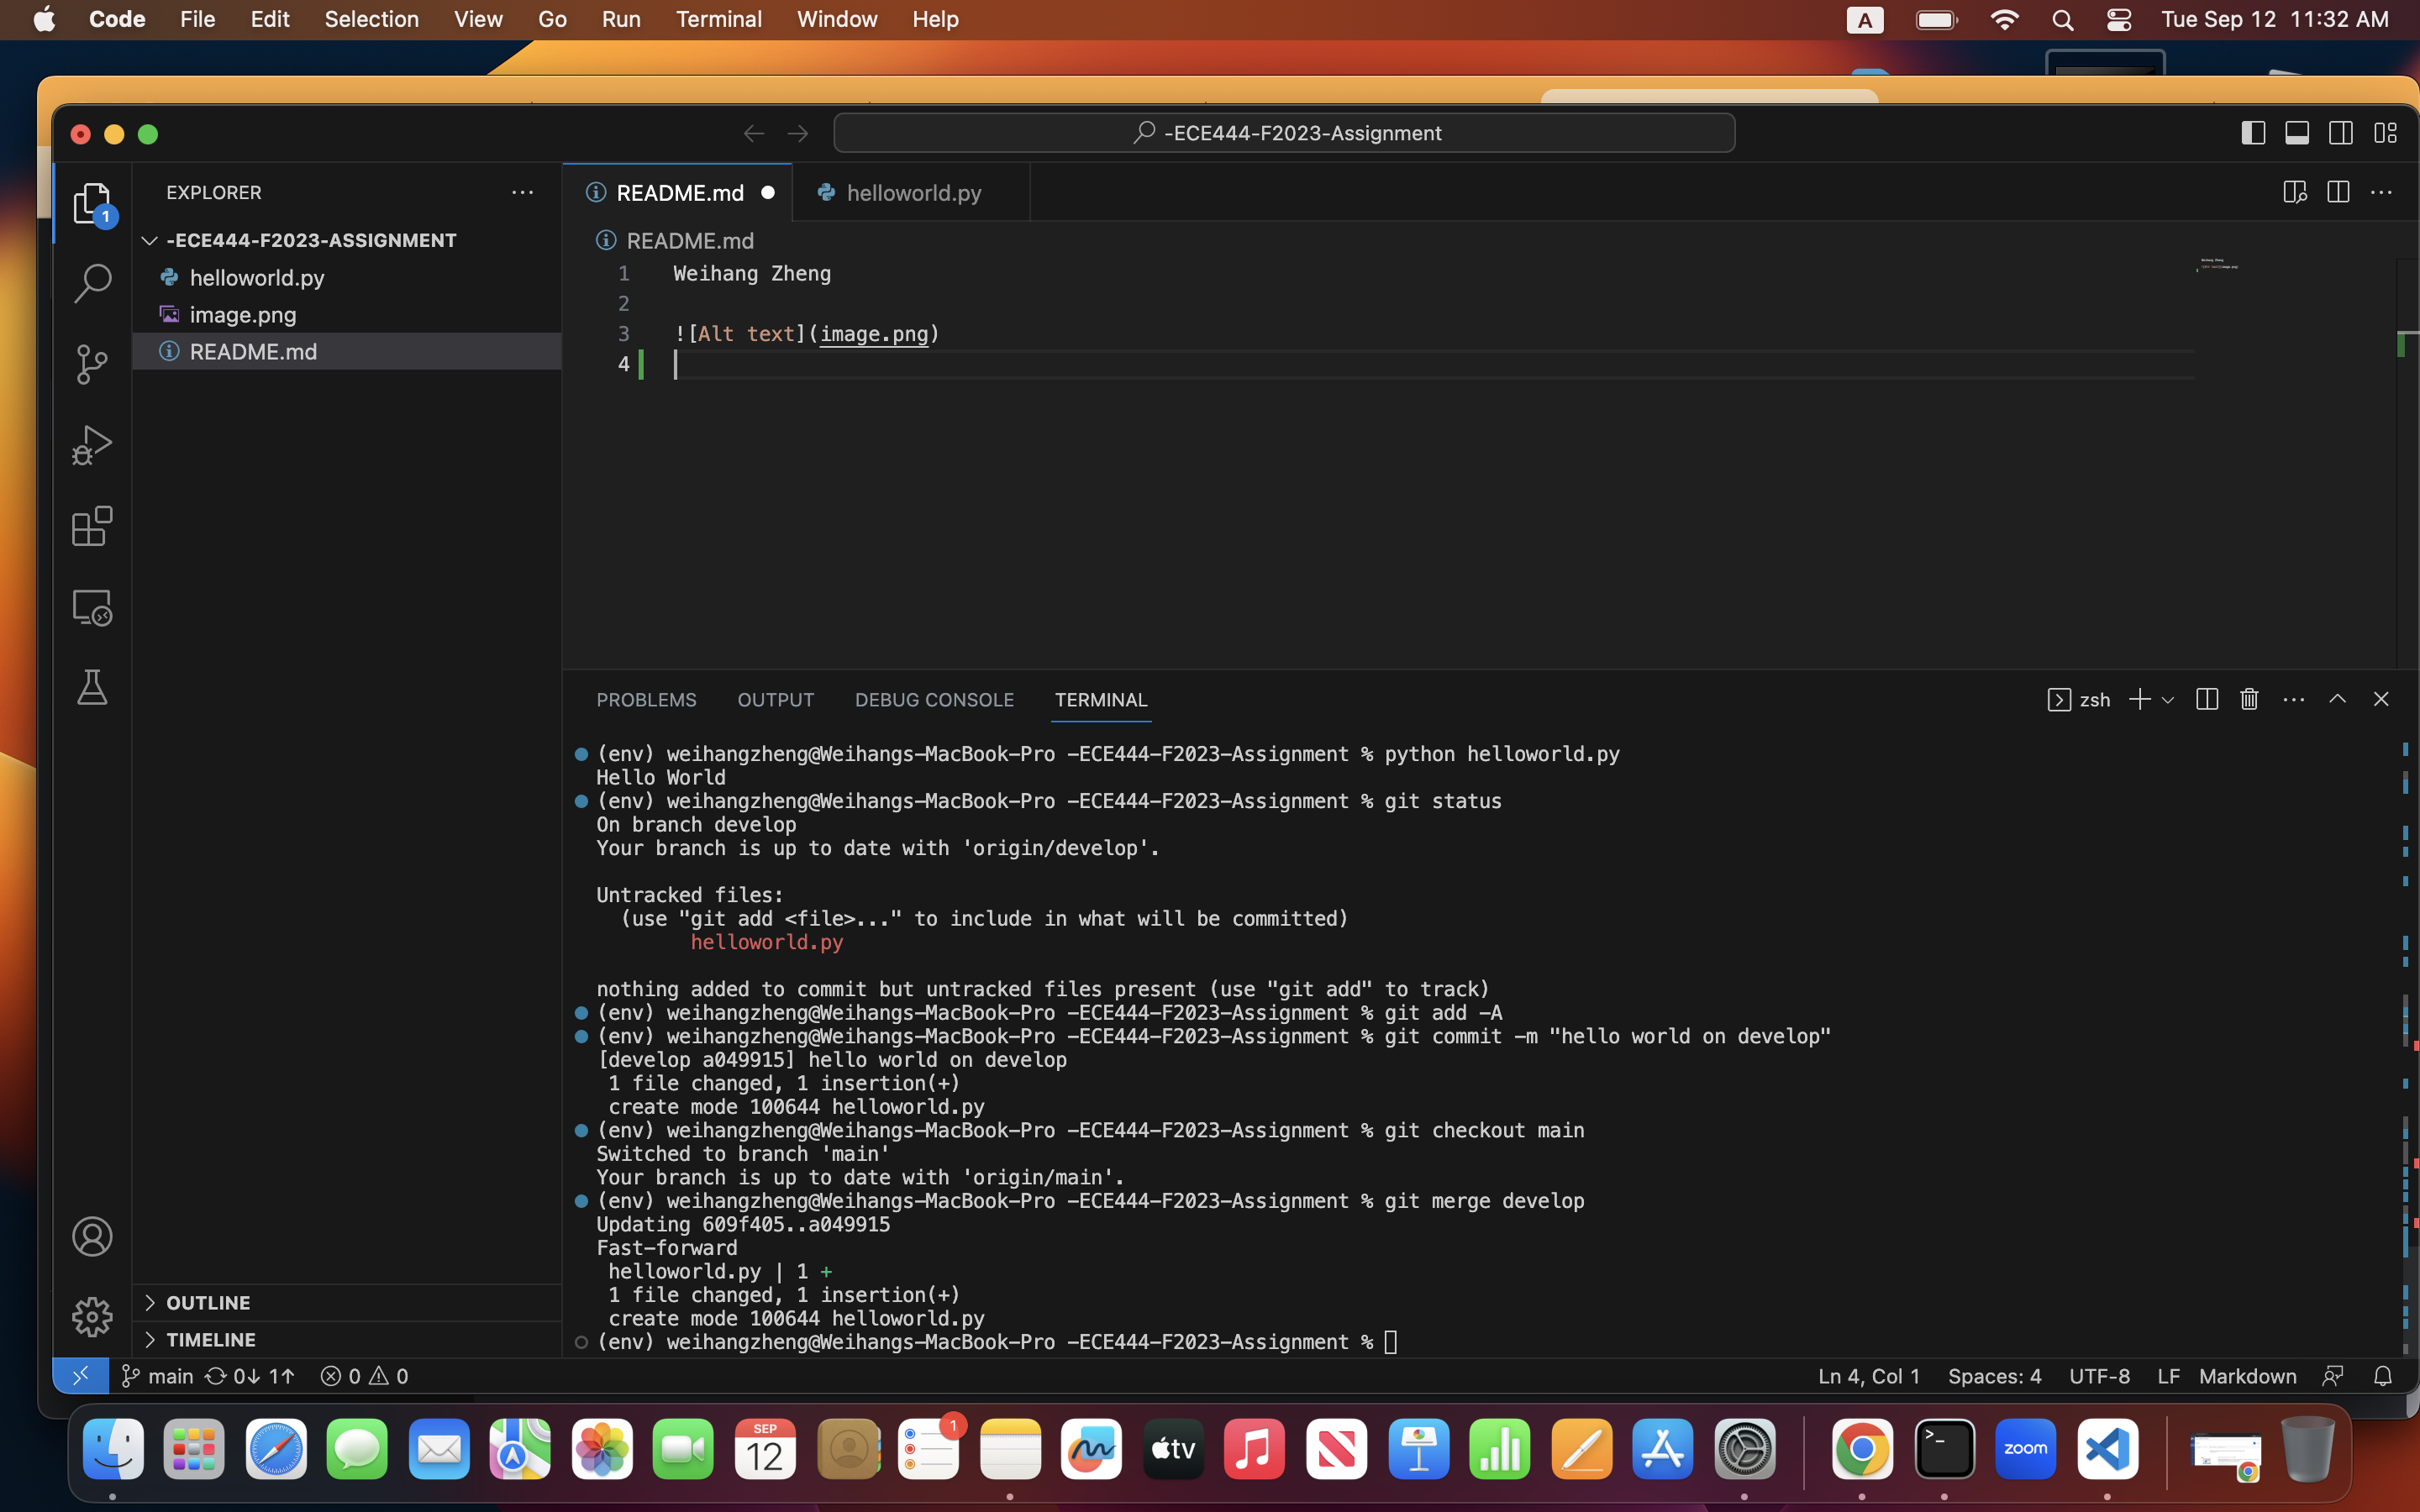 Code File Edit Selection View Go Run Terminal Window Help A Tue Sep 12 11:32 AM
-ECE444-F2023-Assignment
EXPLORER
1
-ECE444-F2023-ASSIGNMENT
helloworld.py
image.png
README.md
README.md helloworld.py
README.md
1 Weihang Zheng
2
3 ![Alt text](image.png)
4
PROBLEMS OUTPUT DEBUG CONSOLE TERMINAL zsh
(env) weihangzheng@Weihangs-MacBook-Pro -ECE444-F2023-Assignment % python helloworld.py
Hello World
(env) weihangzheng@Weihangs-MacBook-Pro -ECE444-F2023-Assignment % git status
On branch develop
Your branch is up to date with 'origin/develop'.
Untracked files:
(use "git add <file>..." to include in what will be committed)
helloworld.py
nothing added to commit but untracked files present (use "git add" to track)
(env) weihangzheng@Weihangs-MacBook-Pro -ECE444-F2023-Assignment % git add -A
(env) weihangzheng@Weihangs-MacBook-Pro -ECE444-F2023-Assignment % git commit -m "hello world on develop"
[develop a049915] hello world on develop
1 file changed, 1 insertion(+)
create mode 100644 helloworld.py
(env) weihangzheng@Weihangs-MacBook-Pro -ECE444-F2023-Assignment % git checkout main
Switched to branch 'main'
Your branch is up to date with 'origin/main'.
(env) weihangzheng@Weihangs-MacBook-Pro -ECE444-F2023-Assignment % git merge develop
Updating 609f405..a049915
Fast-forward
helloworld.py | 1 +
1 file changed, 1 insertion(+)
create mode 100644 helloworld.py
(env) weihangzheng@Weihangs-MacBook-Pro -ECE444-F2023-Assignment %
OUTLINE
TIMELINE
main 0↓ 1↑ 0 0 Ln 4, Col 1 Spaces: 4 UTF-8 LF Markdown
SEP
12
1
tv
>_
zoom